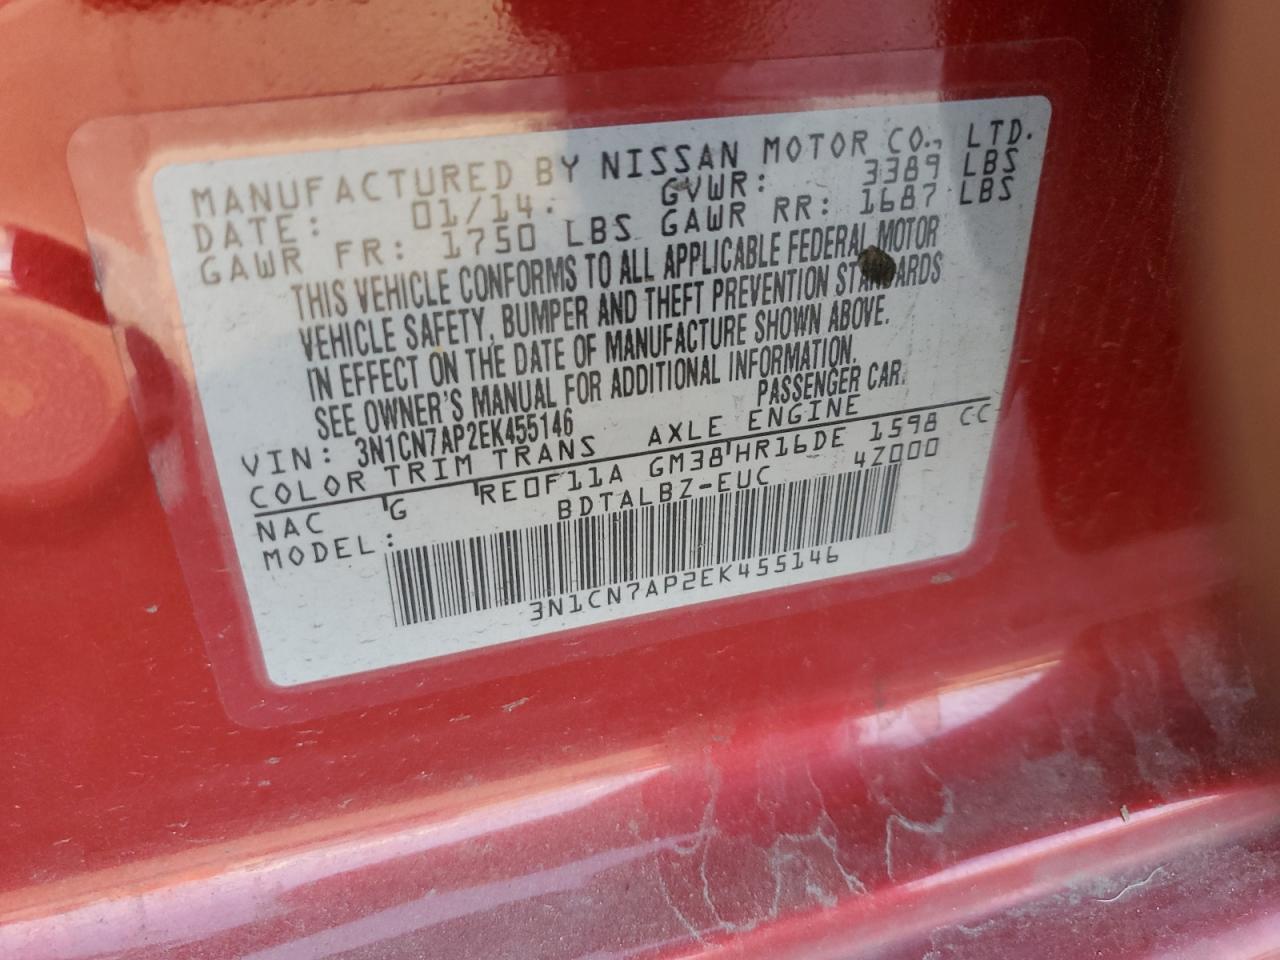 MANUFACTURED BY NISSAN MOTOR CO., LTD.
DATE: 01/14. GVWR: 3389 LBS
GAWR FR: 1750 LBS GAWR RR: 1687 LBS
THIS VEHICLE CONFORMS TO ALL APPLICABLE FEDERAL MOTOR
VEHICLE SAFETY, BUMPER AND THEFT PREVENTION STANDARDS
IN EFFECT ON THE DATE OF MANUFACTURE SHOWN ABOVE.
SEE OWNER'S MANUAL FOR ADDITIONAL INFORMATION.
VIN: 3N1CN7AP2EK455146 PASSENGER CAR.
COLOR TRIM TRANS AXLE ENGINE
NAC G RE0F11A GM38 HR16DE 1598 CC
MODEL: BDTALBZ-EUC 4Z000
3N1CN7AP2EK455146